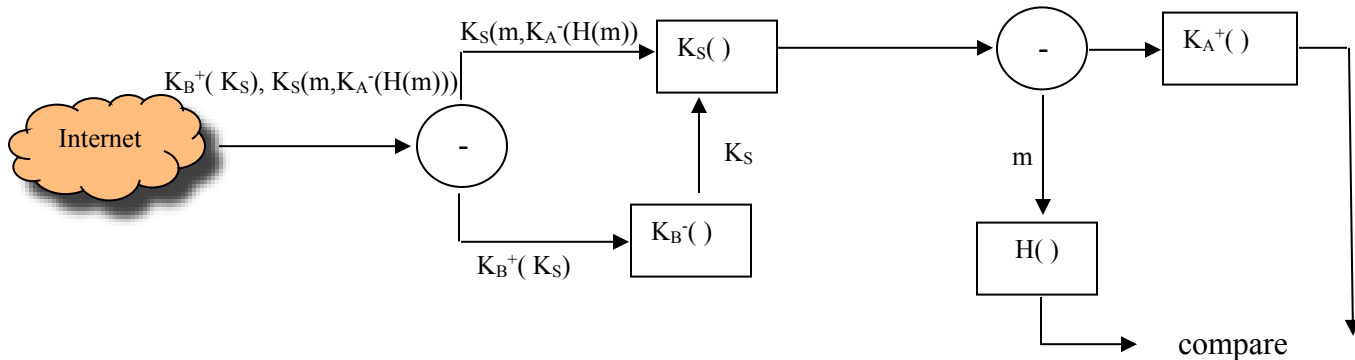 K_S(m,K_A^-(H(m))
K_S( )
-
K_A^+( )
K_B^+( K_S), K_S(m,K_A^-(H(m)))
Internet
-
K_S
m
K_B^-( )
H( )
K_B^+( K_S)
compare